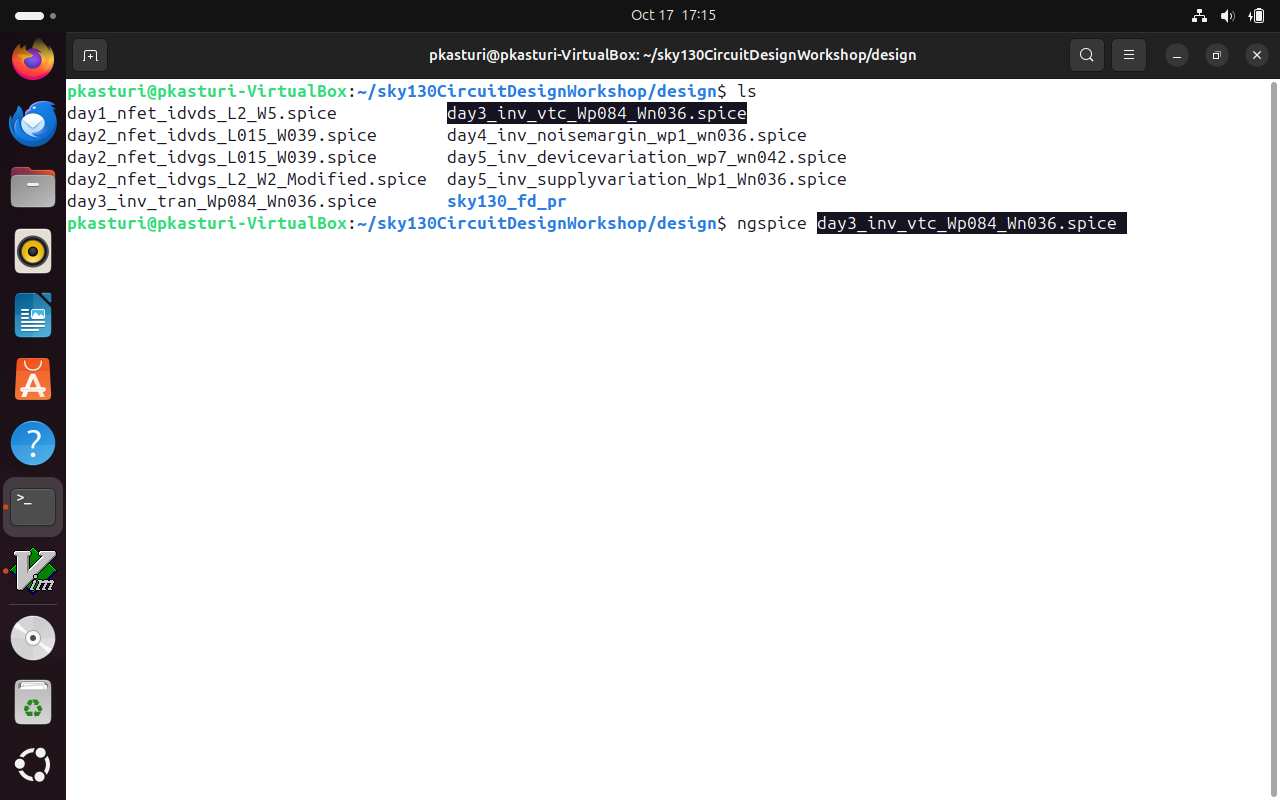 Oct 17 17:15
pkasturi@pkasturi-VirtualBox: ~/sky130CircuitDesignWorkshop/design
pkasturi@pkasturi-VirtualBox:~/sky130CircuitDesignWorkshop/design$ ls
day1_nfet_idvds_L2_W5.spice day3_inv_vtc_Wp084_Wn036.spice
day2_nfet_idvds_L015_W039.spice day4_inv_noisemargin_wp1_wn036.spice
day2_nfet_idvgs_L015_W039.spice day5_inv_devicevariation_wp7_wn042.spice
day2_nfet_idvgs_L2_W2_Modified.spice day5_inv_supplyvariation_Wp1_Wn036.spice
day3_inv_tran_Wp084_Wn036.spice sky130_fd_pr
pkasturi@pkasturi-VirtualBox:~/sky130CircuitDesignWorkshop/design$ ngspice day3_inv_vtc_Wp084_Wn036.spice
>_
Vim